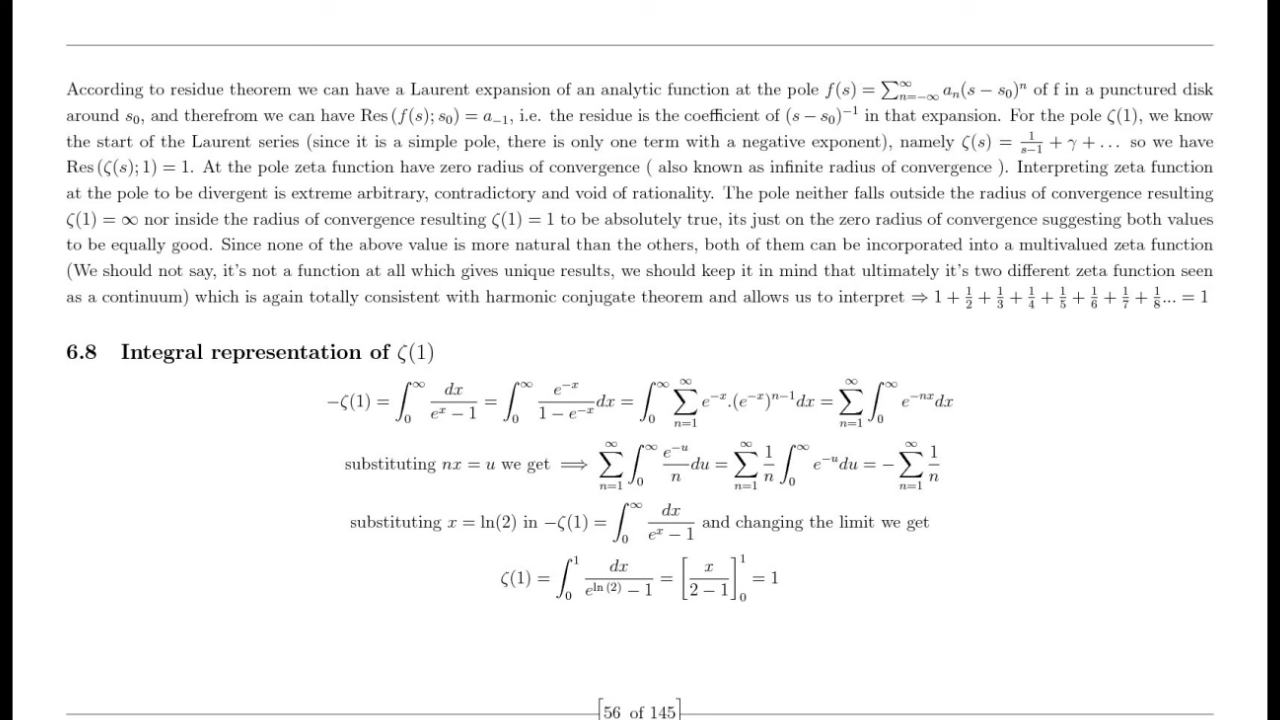 According to residue theorem we can have a Laurent expansion of an analytic function at the pole f(s) = ∑_{n=−∞}^{∞} a_n(s − s_0)^n of f in a punctured disk
around s_0, and therefrom we can have Res (f(s); s_0) = a_{−1}, i.e. the residue is the coefficient of (s − s_0)^{−1} in that expansion. For the pole ζ(1), we know
the start of the Laurent series (since it is a simple pole, there is only one term with a negative exponent), namely ζ(s) = 1/(s−1) + γ + ... so we have
Res (ζ(s); 1) = 1. At the pole zeta function have zero radius of convergence ( also known as infinite radius of convergence ). Interpreting zeta function
at the pole to be divergent is extreme arbitrary, contradictory and void of rationality. The pole neither falls outside the radius of convergence resulting
ζ(1) = ∞ nor inside the radius of convergence resulting ζ(1) = 1 to be absolutely true, its just on the zero radius of convergence suggesting both values
to be equally good. Since none of the above value is more natural than the others, both of them can be incorporated into a multivalued zeta function
(We should not say, it's not a function at all which gives unique results, we should keep it in mind that ultimately it's two different zeta function seen
as a continuum) which is again totally consistent with harmonic conjugate theorem and allows us to interpret ⇒ 1 + 1/2 + 1/3 + 1/4 + 1/5 + 1/6 + 1/7 + 1/8... = 1
6.8 Integral representation of ζ(1)
−ζ(1) = ∫_0^∞ dx/(e^x − 1) = ∫_0^∞ e^{−x}/(1 − e^{−x}) dx = ∫_0^∞ ∑_{n=1}^∞ e^{−x}.(e^{−x})^{n−1} dx = ∑_{n=1}^∞ ∫_0^∞ e^{−nx} dx
substituting nx = u we get ⟹ ∑_{n=1}^∞ ∫_0^∞ e^{−u}/n du = ∑_{n=1}^∞ 1/n ∫_0^∞ e^{−u} du = − ∑_{n=1}^∞ 1/n
substituting x = ln(2) in −ζ(1) = ∫_0^∞ dx/(e^x − 1) and changing the limit we get
ζ(1) = ∫_0^1 dx/(e^{ln (2)} − 1) = [x/(2 − 1)]_0^1 = 1
[56 of 145]